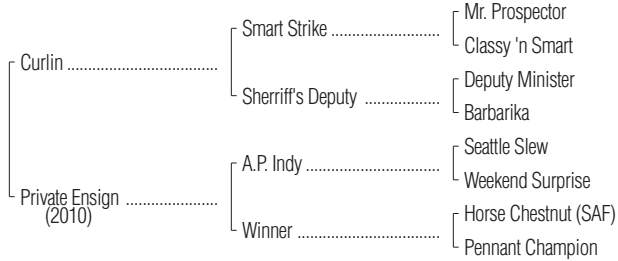 Mr. Prospector
Smart Strike ......................
Classy 'n Smart
Curlin ..............................
Deputy Minister
Sherriff's Deputy ...............
Barbarika
Seattle Slew
A.P. Indy ...........................
Weekend Surprise
Private Ensign ...................
(2010)
Horse Chestnut (SAF)
Winner .............................
Pennant Champion